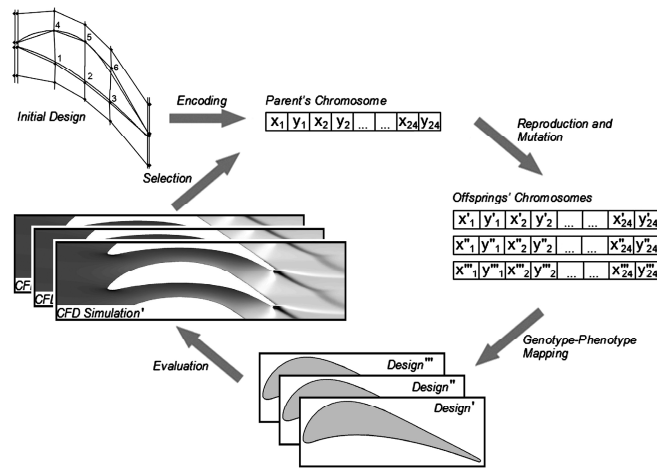 4
5
6
1
2
3
Initial Design
Encoding
Parent's Chromosome
x1 y1 x2 y2 ... ... x24 y24
Reproduction and
Mutation
Selection
Offsprings' Chromosomes
x'1 y'1 x'2 y'2 ... ... x'24 y'24
x"1 y"1 x"2 y"2 ... ... x"24 y"24
x'''1 y'''1 x'''2 y'''2 ... ... x'''24 y'''24
CFD Simulation'
Genotype-Phenotype
Mapping
Evaluation
Design'''
Design"
Design'